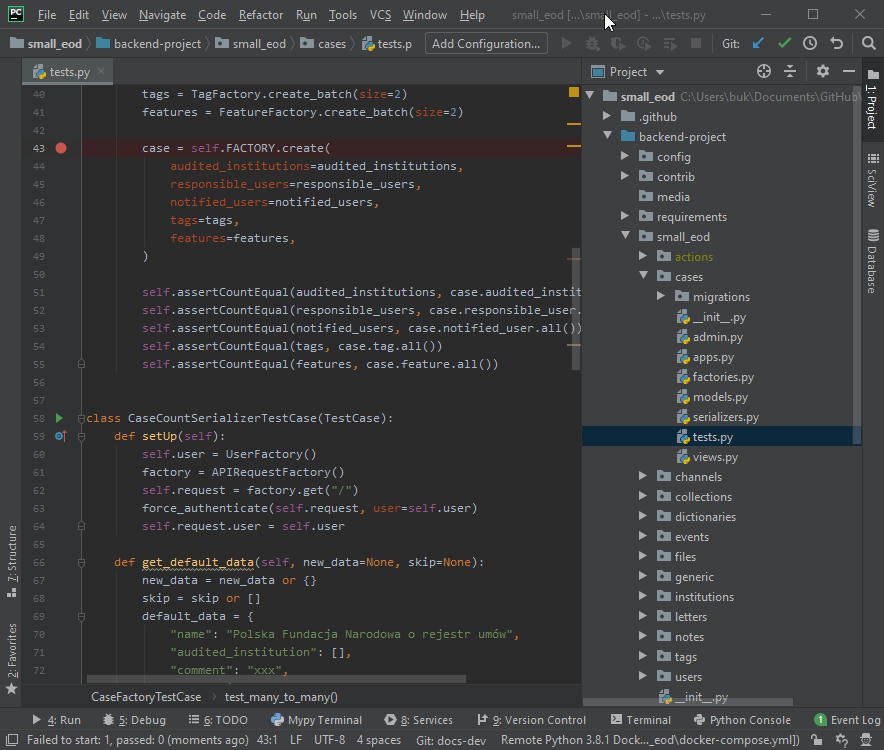 PC File Edit View Navigate Code Refactor Run Tools VCS Window Help small_eod [...\small_eod] - ...\tests.py
small_eod backend-project small_eod cases tests.p Add Configuration... Git:
tests.py
40 tags = TagFactory.create_batch(size=2)
41 features = FeatureFactory.create_batch(size=2)
42
43 case = self.FACTORY.create(
44 audited_institutions=audited_institutions,
45 responsible_users=responsible_users,
46 notified_users=notified_users,
47 tags=tags,
48 features=features,
49 )
50
51 self.assertCountEqual(audited_institutions, case.audited_instit
52 self.assertCountEqual(responsible_users, case.responsible_user.
53 self.assertCountEqual(notified_users, case.notified_user.all())
54 self.assertCountEqual(tags, case.tag.all())
55 self.assertCountEqual(features, case.feature.all())
56
57
58 class CaseCountSerializerTestCase(TestCase):
59 def setUp(self):
60 self.user = UserFactory()
61 factory = APIRequestFactory()
62 self.request = factory.get("/")
63 force_authenticate(self.request, user=self.user)
64 self.request.user = self.user
65
66 def get_default_data(self, new_data=None, skip=None):
67 new_data = new_data or {}
68 skip = skip or []
69 default_data = {
70 "name": "Polska Fundacja Narodowa o rejestr umów",
71 "audited_institution": [],
72 "comment": "xxx",
CaseFactoryTestCase test_many_to_many()
Project
small_eod C:\Users\buk\Documents\GitHub\
.github
backend-project
config
contrib
media
requirements
small_eod
actions
cases
migrations
__init__.py
admin.py
apps.py
factories.py
models.py
serializers.py
tests.py
views.py
channels
collections
dictionaries
events
files
generic
institutions
letters
notes
tags
users
__init__.py
1: Project
SciView
Database
7: Structure
2: Favorites
4: Run 5: Debug 6: TODO Mypy Terminal 8: Services 9: Version Control Terminal Python Console 1 Event Log
Failed to start: 1, passed: 0 (moments ago) 43:1 LF UTF-8 4 spaces Git: docs-dev Remote Python 3.8.1 Dock..._eod\docker-compose.yml])